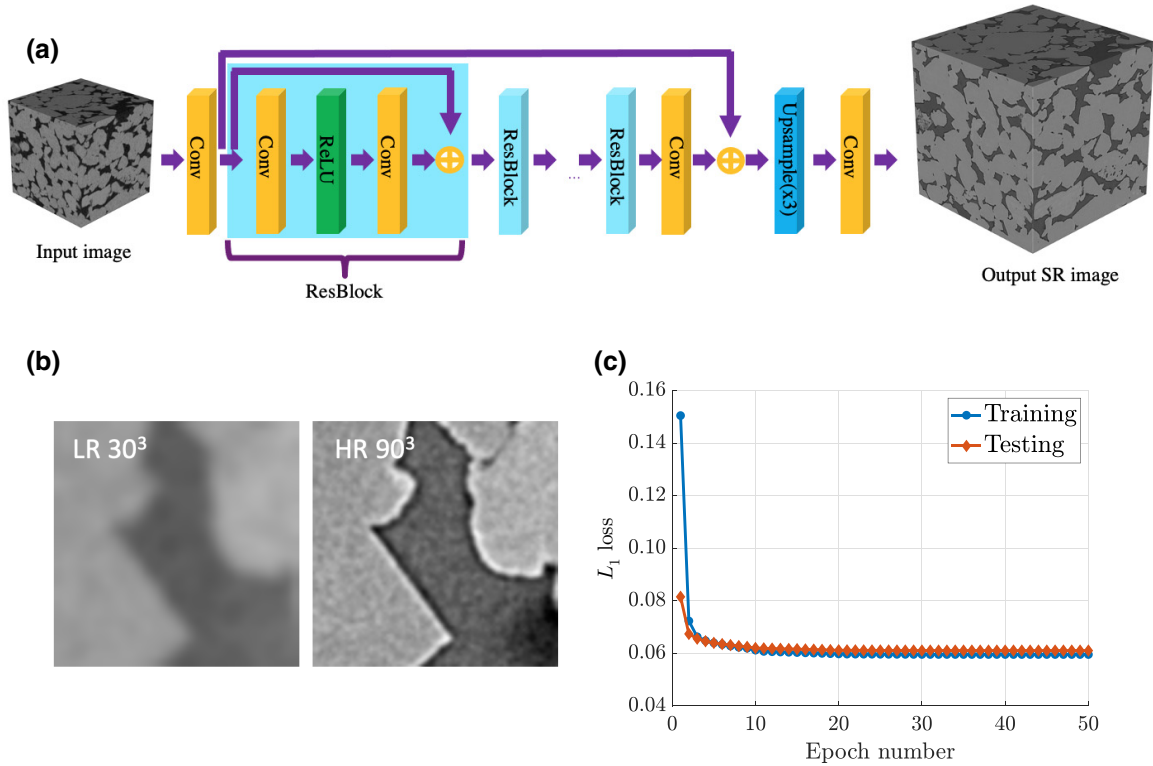 (a)
Conv
Conv
ReLU
Conv
ResBlock
...
ResBlock
Conv
Upsample(x3)
Conv
Input image
Output SR image
ResBlock
(b)
LR 30³
HR 90³
(c)
0.16
0.14
0.12
0.10
0.08
0.06
0.04
L₁ loss
Training
Testing
0
10
20
30
40
50
Epoch number